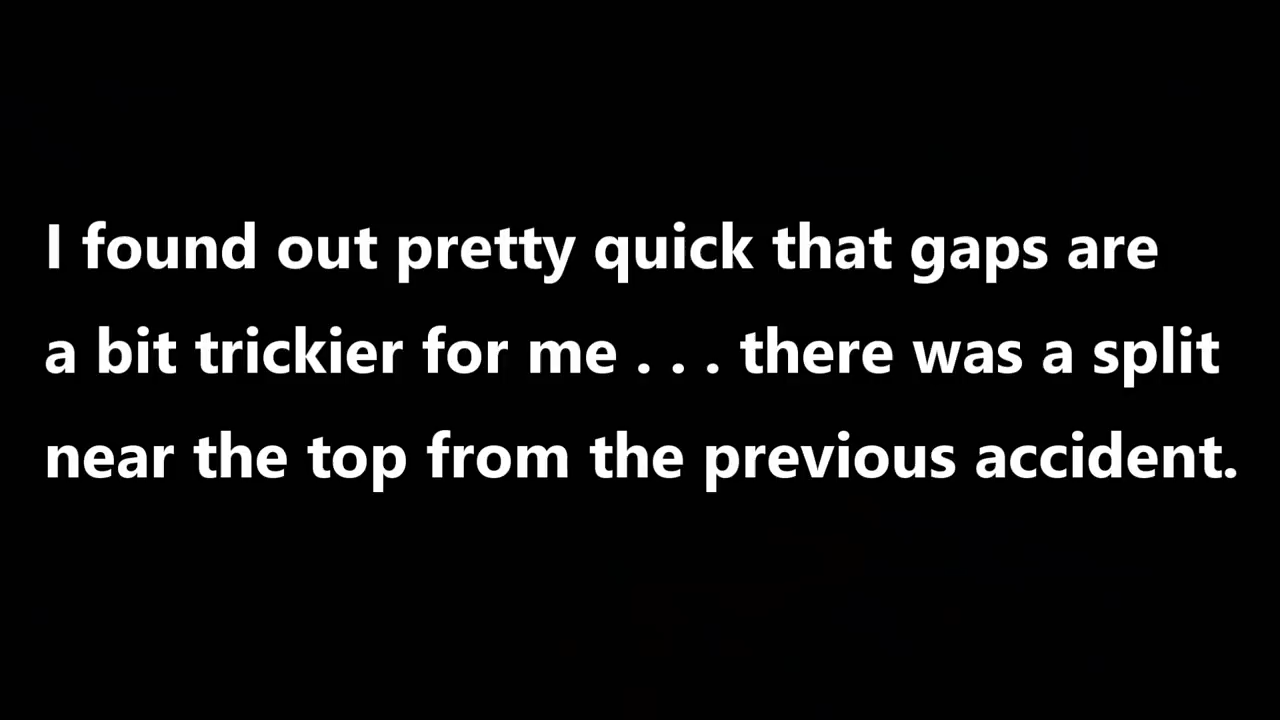 I found out pretty quick that gaps are
a bit trickier for me . . . there was a split
near the top from the previous accident.